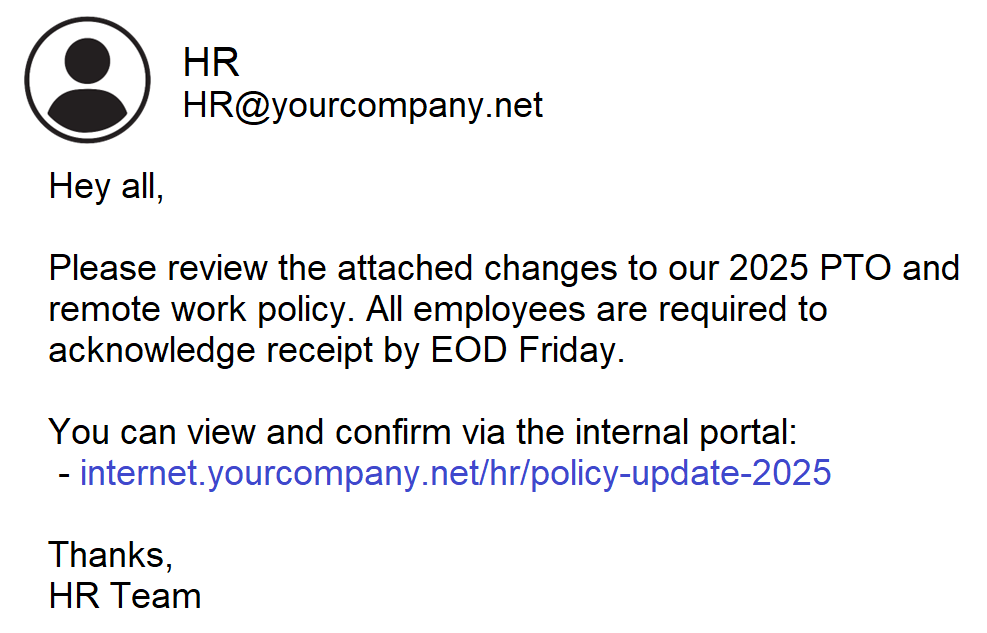 HR
HR@yourcompany.net
Hey all,
Please review the attached changes to our 2025 PTO and
remote work policy. All employees are required to
acknowledge receipt by EOD Friday.
You can view and confirm via the internal portal:
- internet.yourcompany.net/hr/policy-update-2025
Thanks,
HR Team